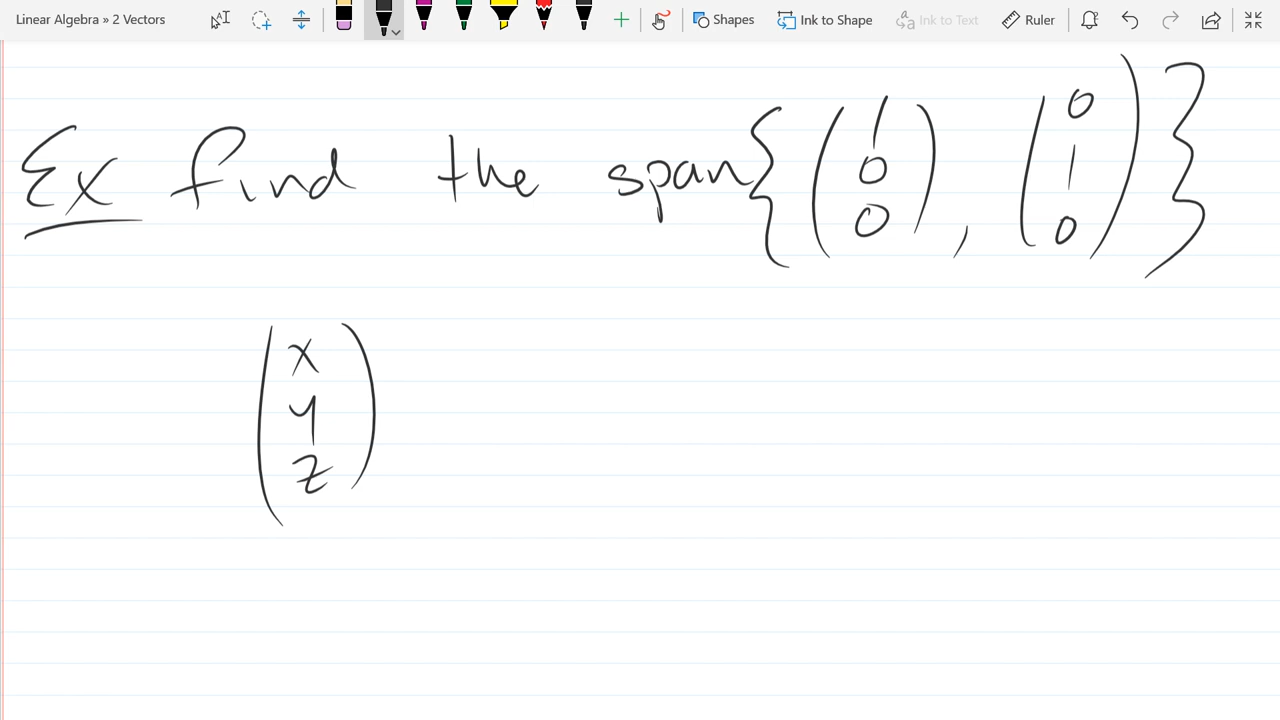 Linear Algebra » 2 Vectors Shapes Ink to Shape Ink to Text Ruler
Ex find the span{(1 0 0), (0 1 0)}
(x y z)